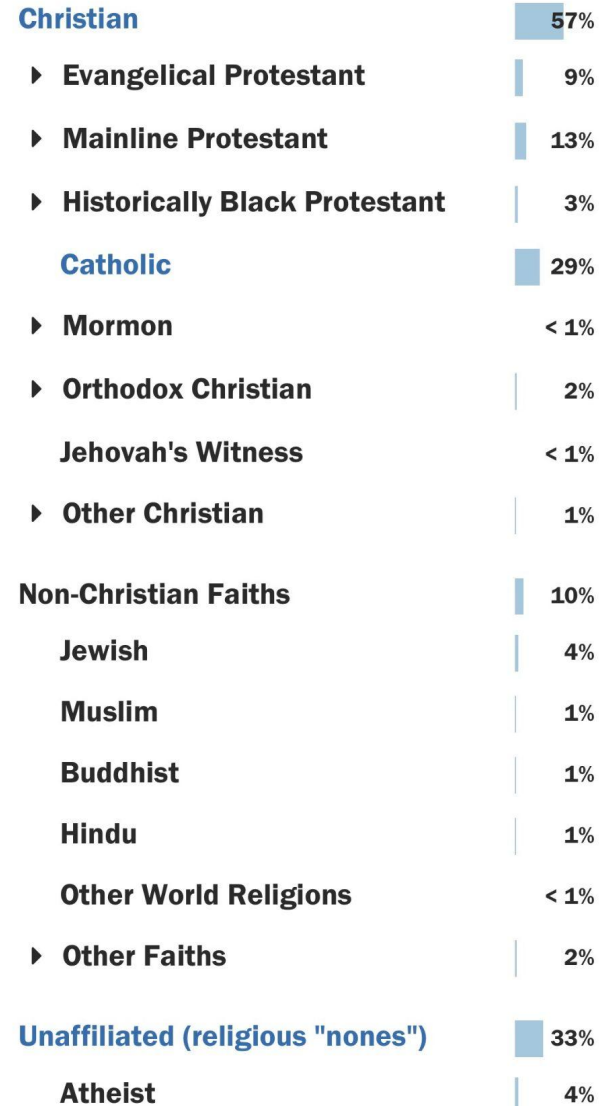 Christian 57%
Evangelical Protestant 9%
Mainline Protestant 13%
Historically Black Protestant 3%
Catholic 29%
Mormon < 1%
Orthodox Christian 2%
Jehovah's Witness < 1%
Other Christian 1%
Non-Christian Faiths 10%
Jewish 4%
Muslim 1%
Buddhist 1%
Hindu 1%
Other World Religions < 1%
Other Faiths 2%
Unaffiliated (religious "nones") 33%
Atheist 4%